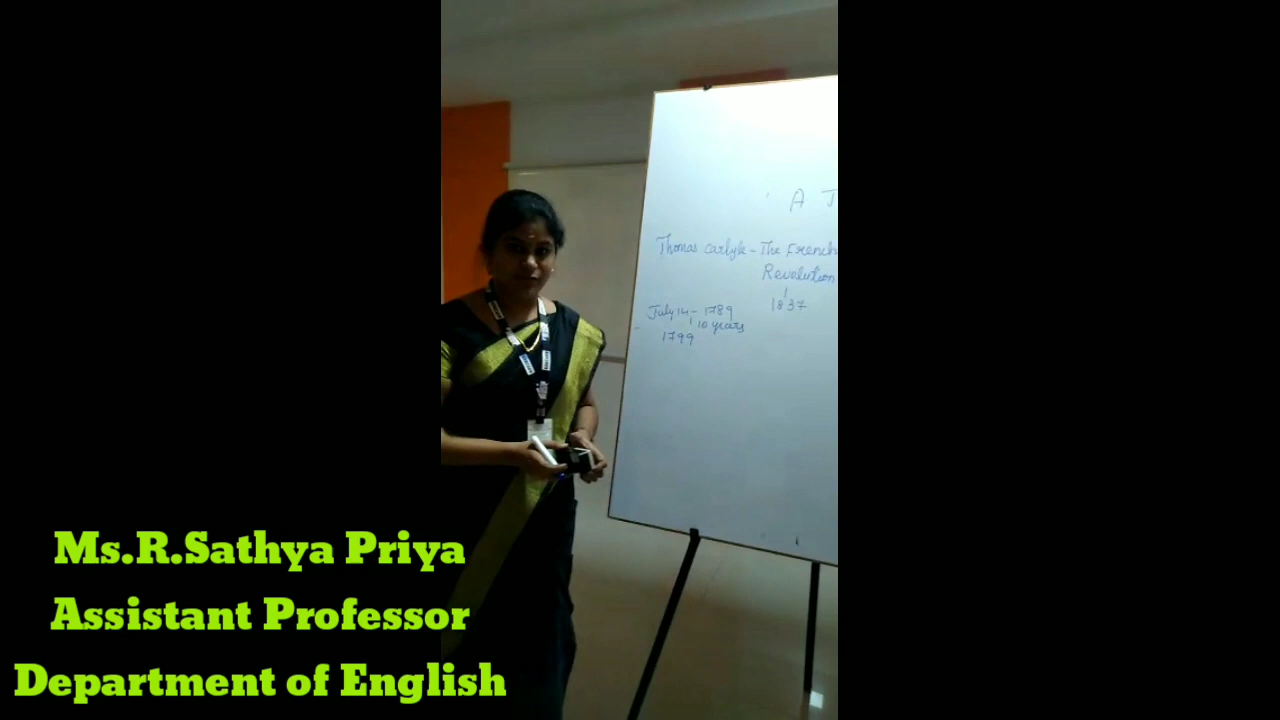 A T
Thomas Carlyle - The French
Revolution
1837
July 14 - 1789
10 years
1799
Ms.R.Sathya Priya
Assistant Professor
Department of English